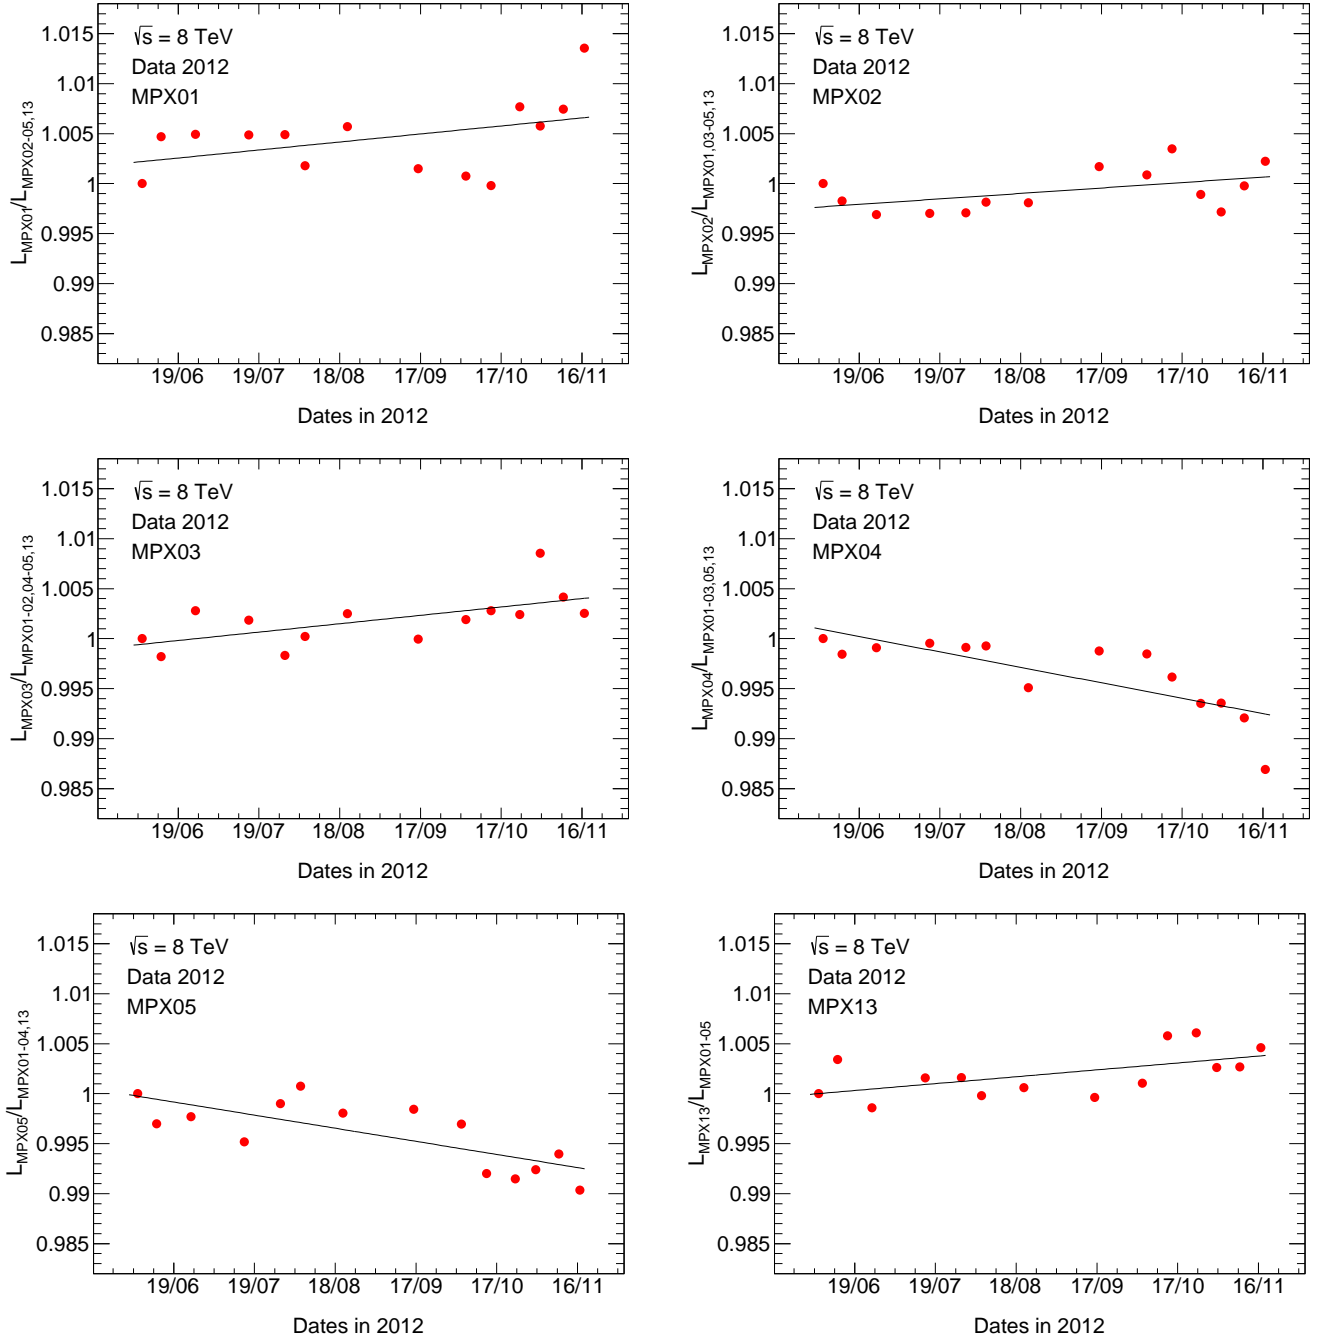 1.015
1.01
1.005
1
0.995
0.99
0.985
√s = 8 TeV
Data 2012
MPX01
L_MPX01/L_MPX02-05,13
19/06 19/07 18/08 17/09 17/10 16/11
Dates in 2012
1.015
1.01
1.005
1
0.995
0.99
0.985
√s = 8 TeV
Data 2012
MPX02
L_MPX02/L_MPX01,03-05,13
19/06 19/07 18/08 17/09 17/10 16/11
Dates in 2012
1.015
1.01
1.005
1
0.995
0.99
0.985
√s = 8 TeV
Data 2012
MPX03
L_MPX03/L_MPX01-02,04-05,13
19/06 19/07 18/08 17/09 17/10 16/11
Dates in 2012
1.015
1.01
1.005
1
0.995
0.99
0.985
√s = 8 TeV
Data 2012
MPX04
L_MPX04/L_MPX01-03,05,13
19/06 19/07 18/08 17/09 17/10 16/11
Dates in 2012
1.015
1.01
1.005
1
0.995
0.99
0.985
√s = 8 TeV
Data 2012
MPX05
L_MPX05/L_MPX01-04,13
19/06 19/07 18/08 17/09 17/10 16/11
Dates in 2012
1.015
1.01
1.005
1
0.995
0.99
0.985
√s = 8 TeV
Data 2012
MPX13
L_MPX13/L_MPX01-05
19/06 19/07 18/08 17/09 17/10 16/11
Dates in 2012